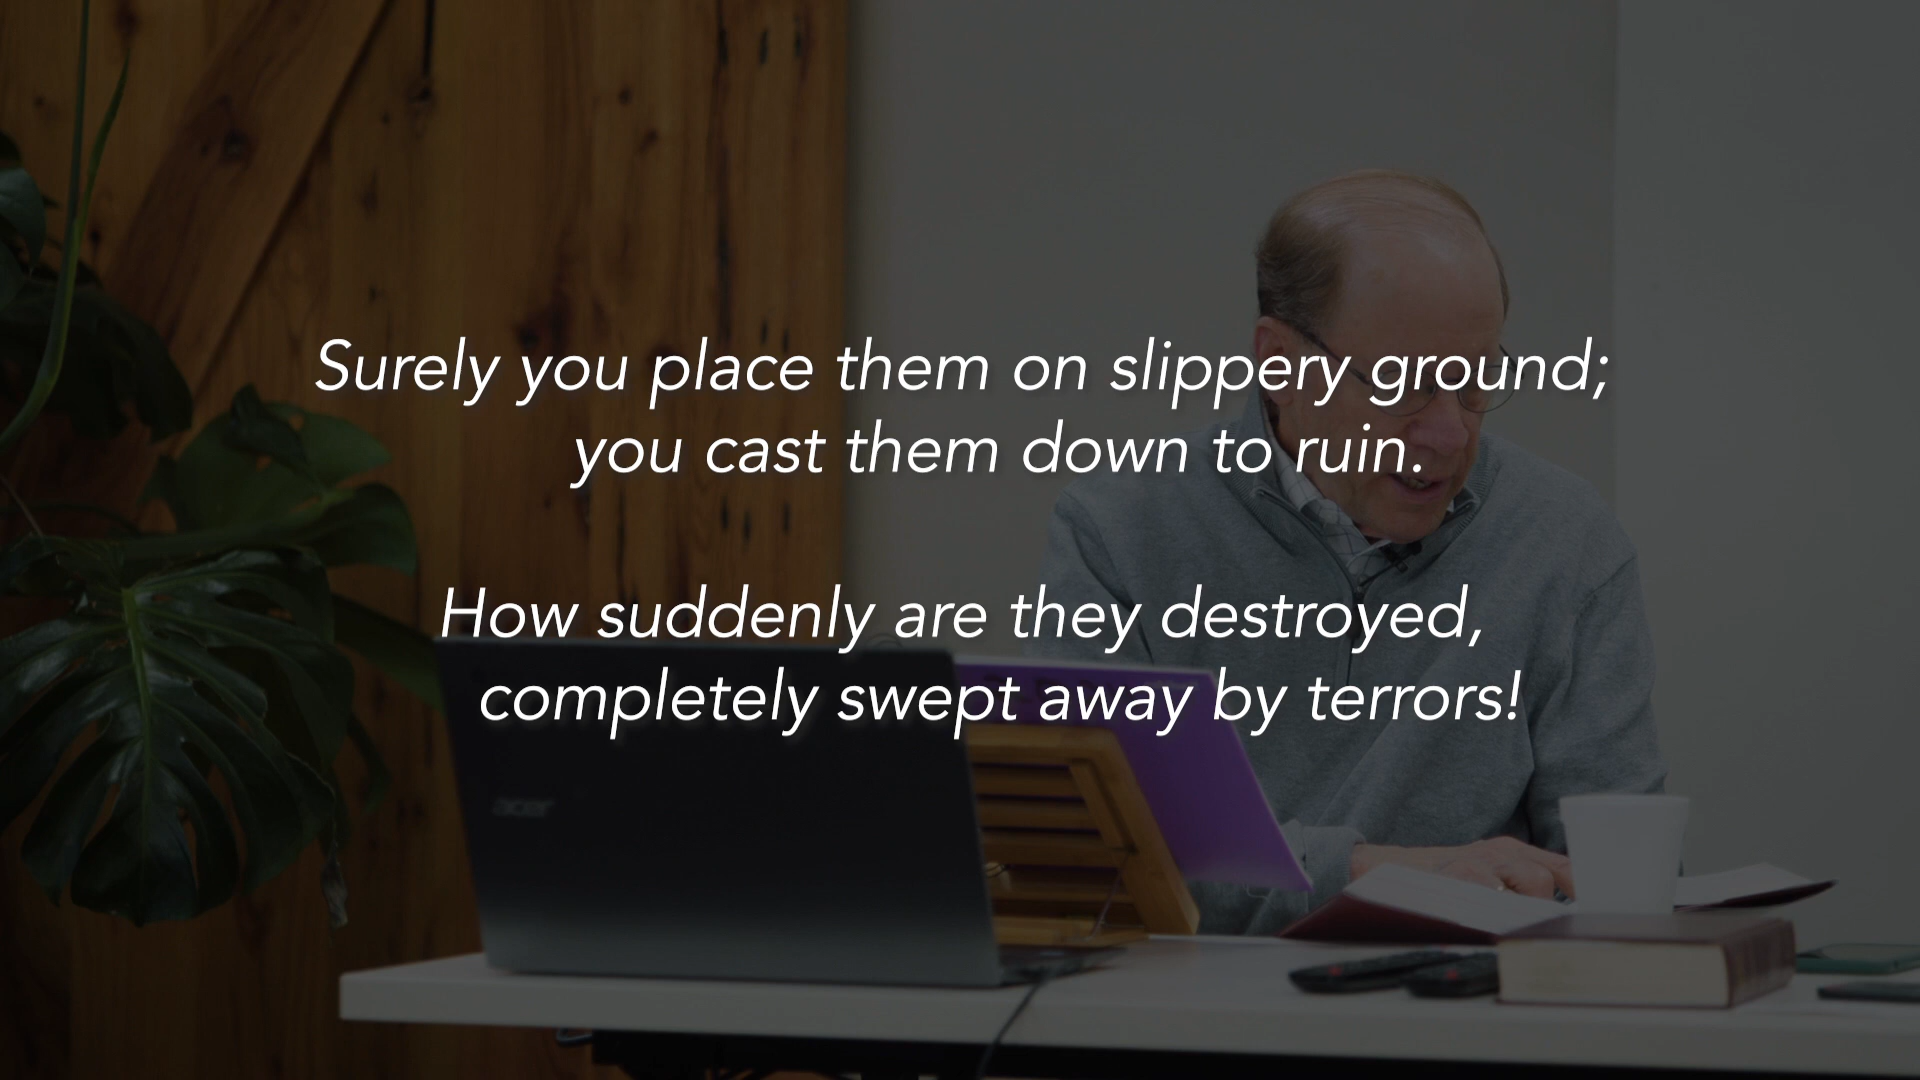 Surely you place them on slippery ground;
you cast them down to ruin.
How suddenly are they destroyed,
completely swept away by terrors!
acer